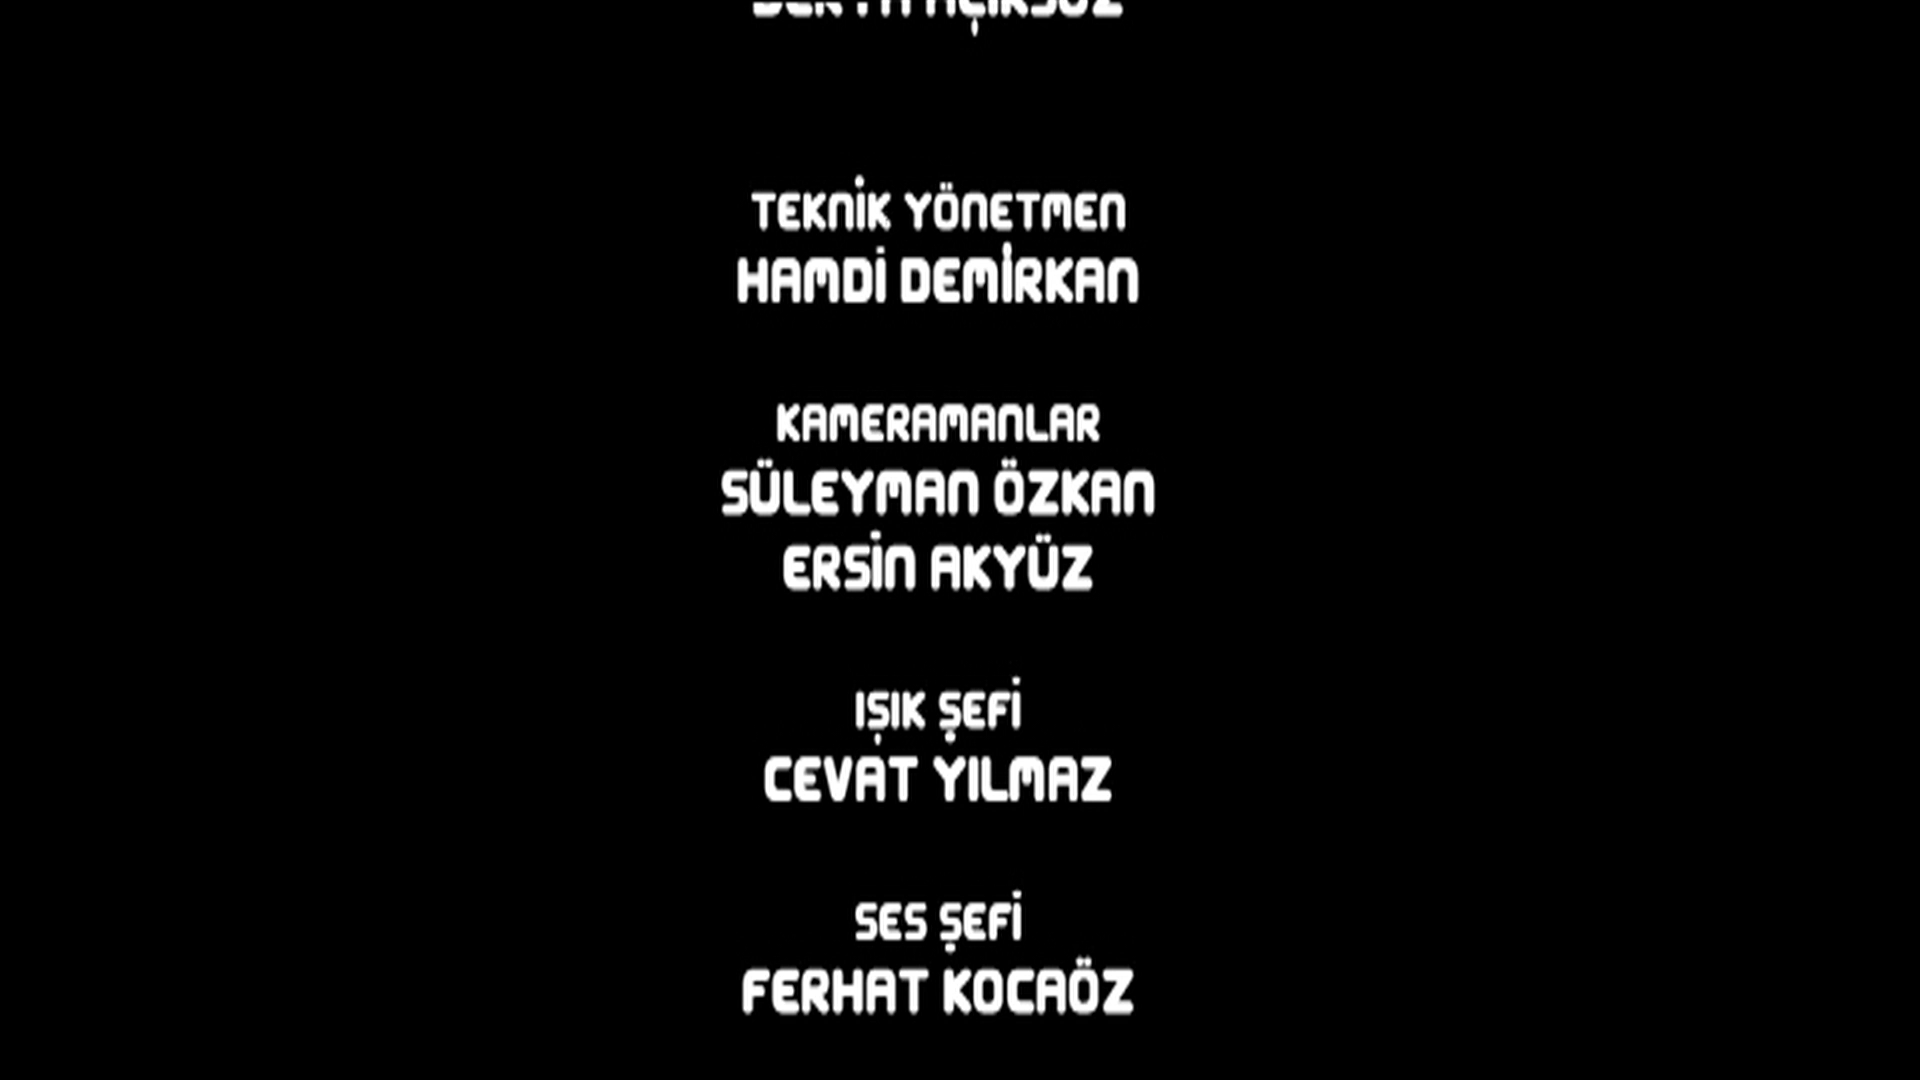 TEKNİK YÖNETMEN
HAMDİ DEMİRKAN
KAMERAMANLAR
SÜLEYMAN ÖZKAN
ERSİN AKYÜZ
IŞIK ŞEFİ
CEVAT YILMAZ
SES ŞEFİ
FERHAT KOCAÖZ